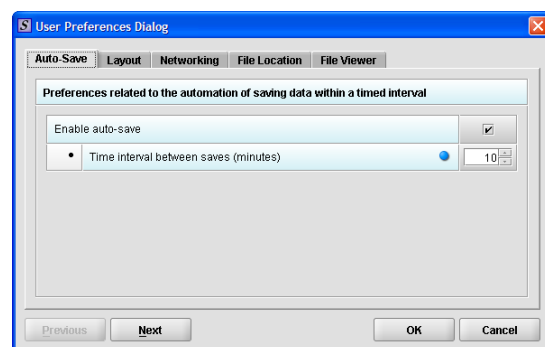 S User Preferences Dialog
Auto-Save Layout Networking File Location File Viewer
Preferences related to the automation of saving data within a timed interval
Enable auto-save
• Time interval between saves (minutes) 10
Previous Next OK Cancel